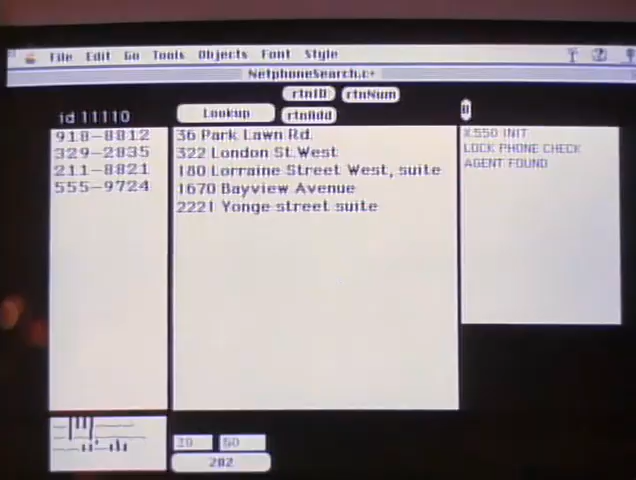 File Edit Go Tools Objects Font Style
NetphoneSearch.c+
rtnID rtnNum
id 11110 Lookup rtnAdd
918-8812 36 Park Lawn Rd.
329-2835 322 London St.West
211-8821 180 Lorraine Street West, suite
555-9724 1670 Bayview Avenue
2221 Yonge street suite
X.550 INIT
LOCK PHONE CHECK
AGENT FOUND
202